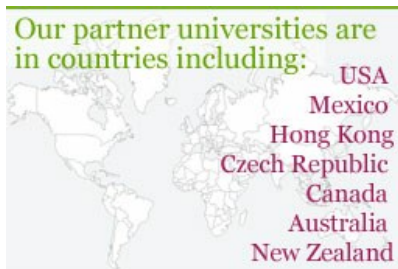 Our partner universities are
in countries including:
USA
Mexico
Hong Kong
Czech Republic
Canada
Australia
New Zealand